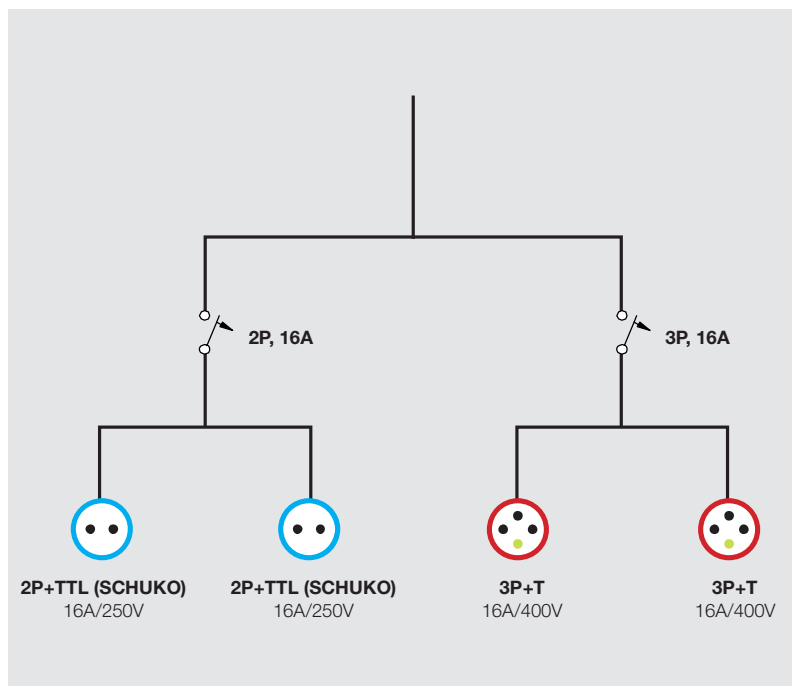 2P, 16A
3P, 16A
2P+TTL (SCHUKO)
16A/250V
2P+TTL (SCHUKO)
16A/250V
3P+T
16A/400V
3P+T
16A/400V